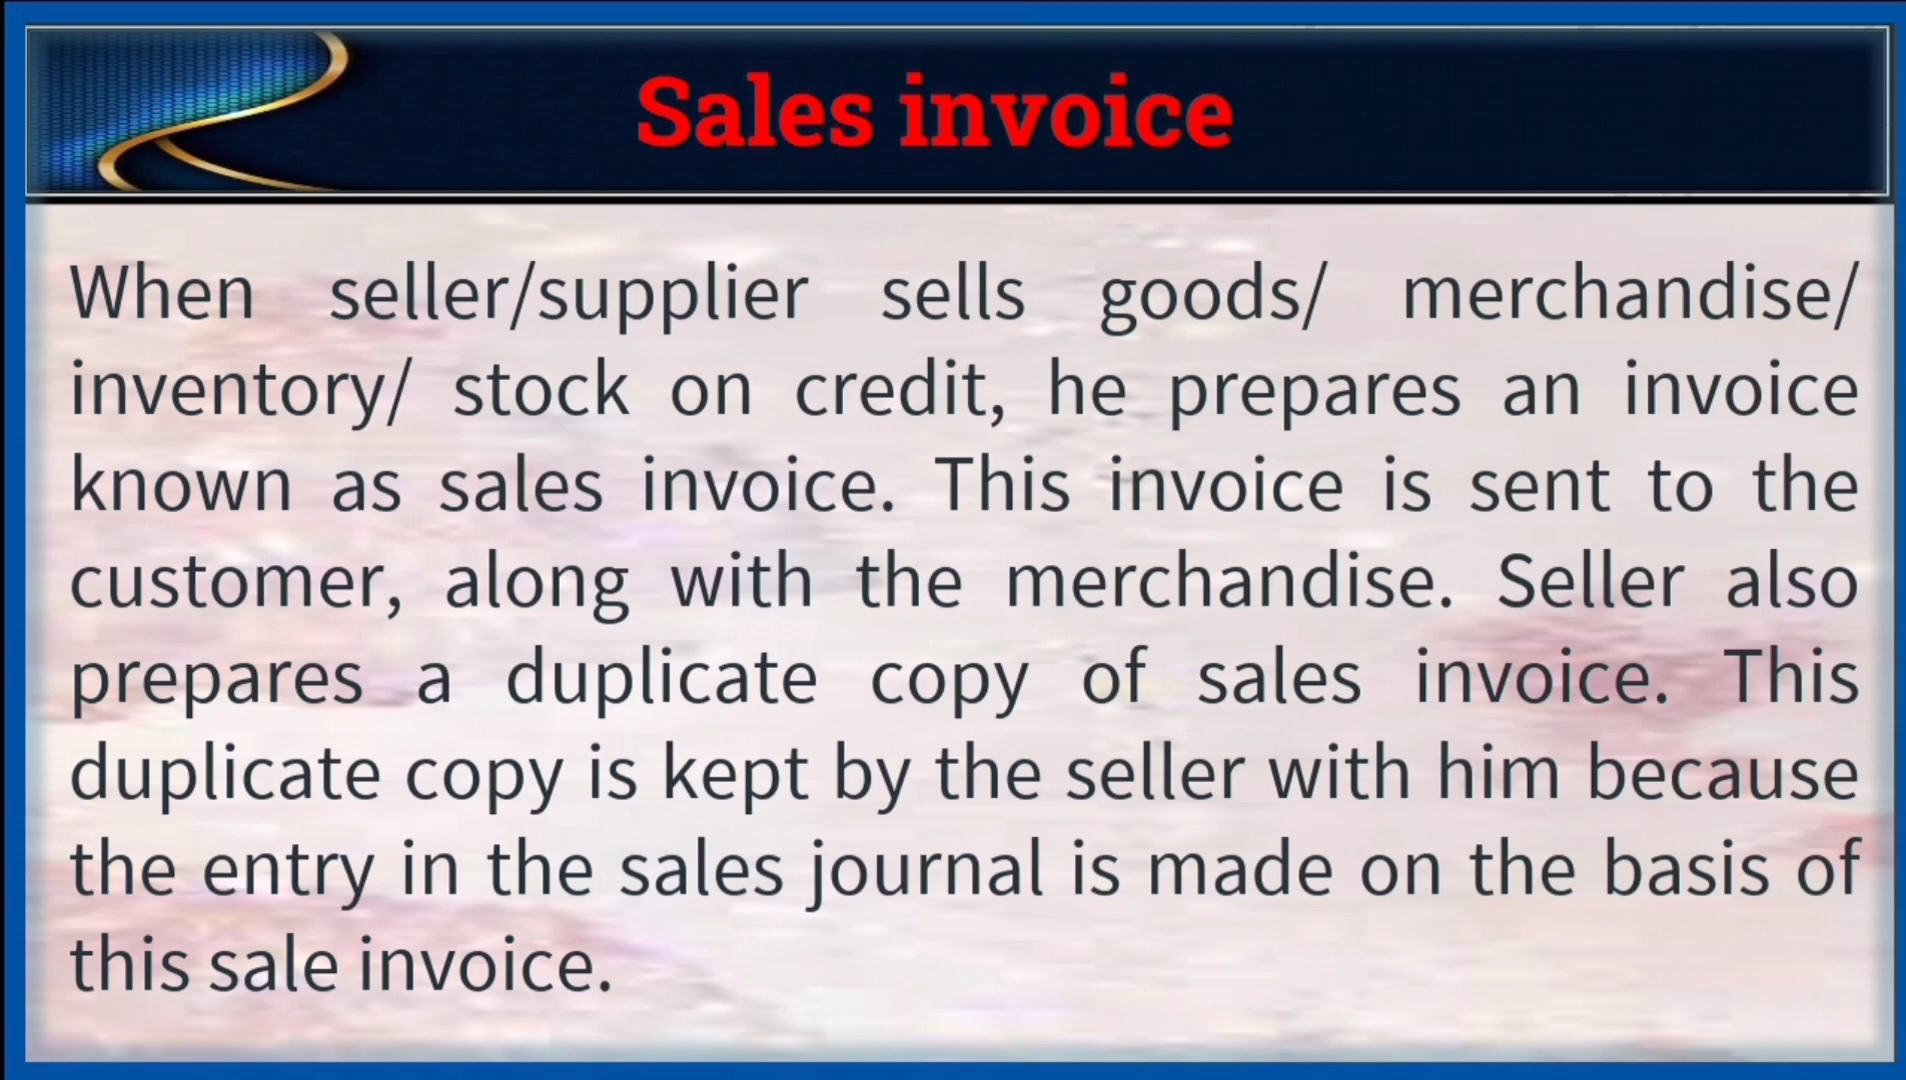 Sales invoice
When seller/supplier sells goods/ merchandise/
inventory/ stock on credit, he prepares an invoice
known as sales invoice. This invoice is sent to the
customer, along with the merchandise. Seller also
prepares a duplicate copy of sales invoice. This
duplicate copy is kept by the seller with him because
the entry in the sales journal is made on the basis of
this sale invoice.